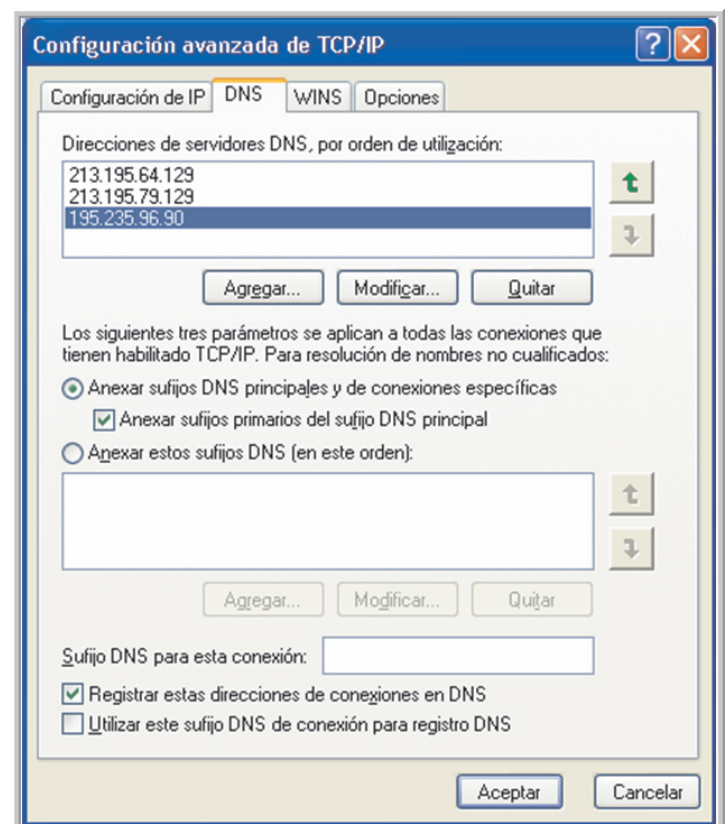 Configuración avanzada de TCP/IP
Configuración de IP DNS WINS Opciones
Direcciones de servidores DNS, por orden de utilización:
213.195.64.129
213.195.79.129
195.235.96.90
Agregar... Modificar... Quitar
Los siguientes tres parámetros se aplican a todas las conexiones que
tienen habilitado TCP/IP. Para resolución de nombres no cualificados:
Anexar sufijos DNS principales y de conexiones específicas
Anexar sufijos primarios del sufijo DNS principal
Anexar estos sufijos DNS (en este orden):
Agregar... Modificar... Quitar
Sufijo DNS para esta conexión:
Registrar estas direcciones de conexiones en DNS
Utilizar este sufijo DNS de conexión para registro DNS
Aceptar Cancelar